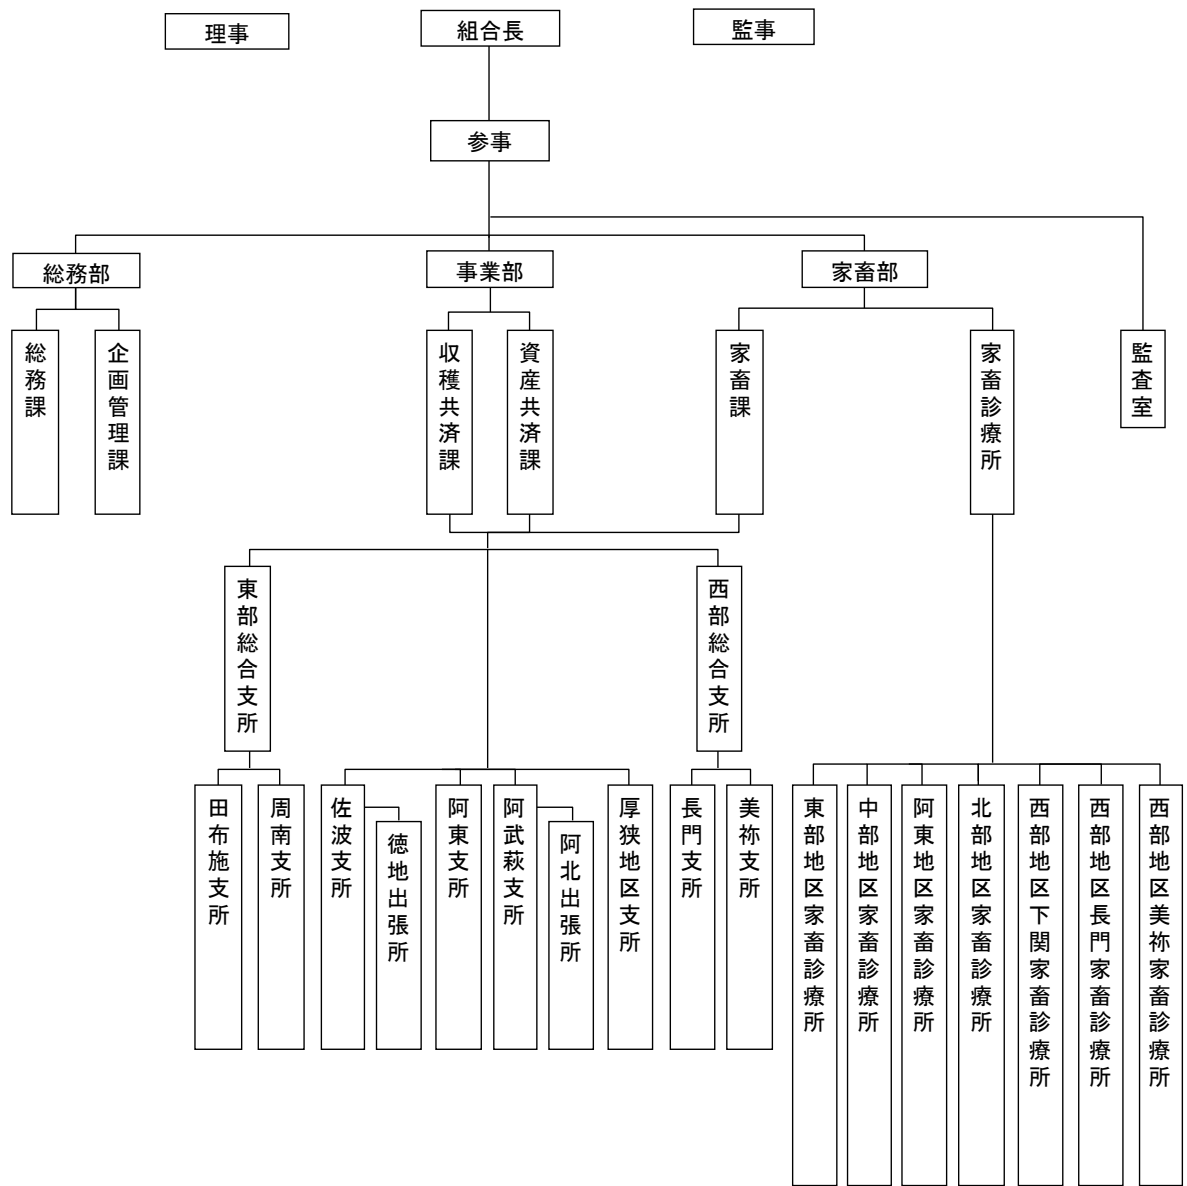 理事
組合長
監事
参事
総務部
事業部
家畜部
総務課
企画管理課
収穫共済課
資産共済課
家畜課
家畜診療所
監査室
東部総合支所
西部総合支所
田布施支所
周南支所
佐波支所
徳地出張所
阿東支所
阿武萩支所
阿北出張所
厚狭地区支所
長門支所
美祢支所
東部地区家畜診療所
中部地区家畜診療所
阿東地区家畜診療所
北部地区家畜診療所
西部地区下関家畜診療所
西部地区長門家畜診療所
西部地区美祢家畜診療所